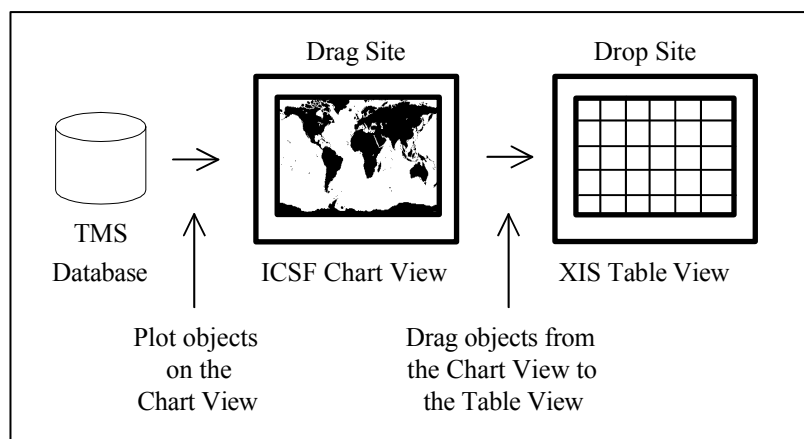 Drag Site
Drop Site
TMS
Database
ICSF Chart View
XIS Table View
Plot objects
on the
Chart View
Drag objects from
the Chart View to
the Table View